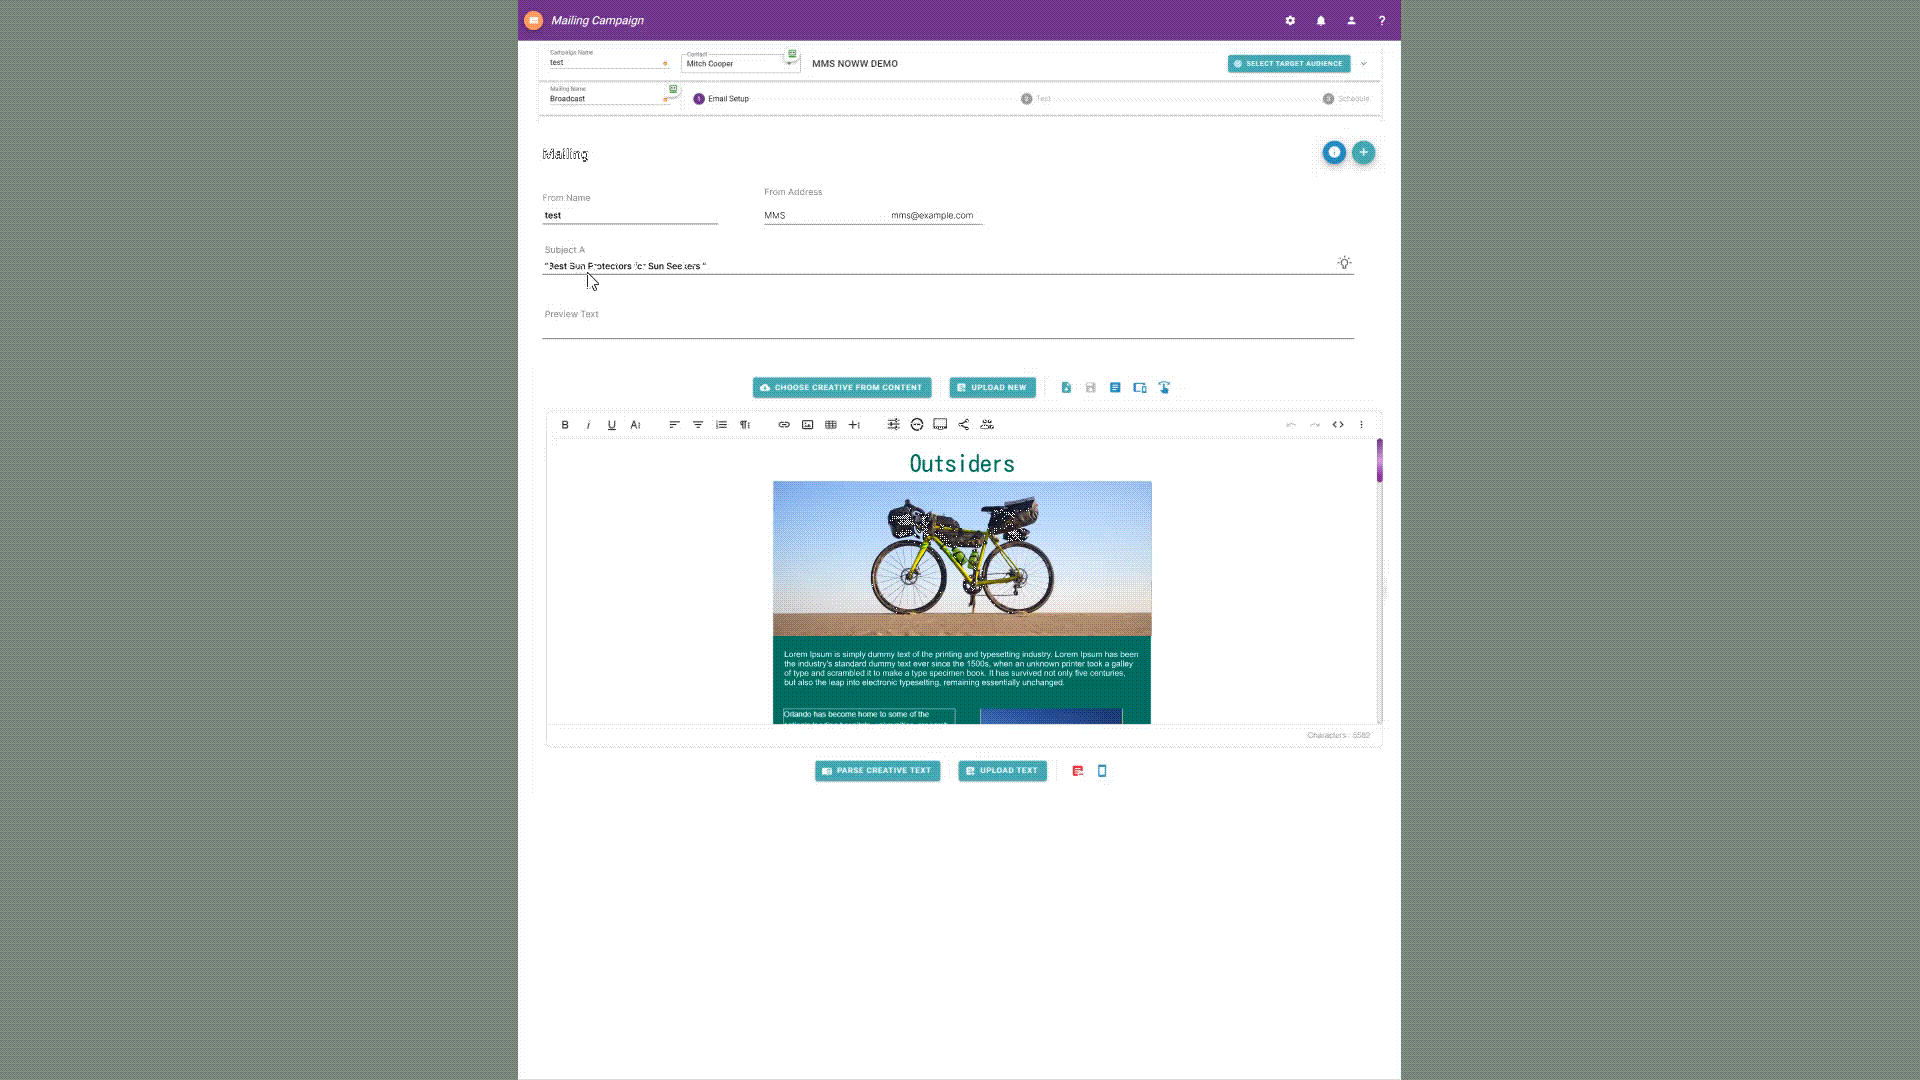 Mailing Campaign
?
Campaign Name
test
Contact
Mitch Cooper
MMS NOWW DEMO
SELECT TARGET AUDIENCE
Mailing Name
Broadcast
1 Email Setup
2 Test
3 Schedule
Mailing
From Name
test
From Address
MMS mms@example.com
Subject A
"Best Sun Protectors for Sun Seekers "
Preview Text
CHOOSE CREATIVE FROM CONTENT
UPLOAD NEW
Outsiders
Lorem Ipsum is simply dummy text of the printing and typesetting industry. Lorem Ipsum has been
the industry's standard dummy text ever since the 1500s, when an unknown printer took a galley
of type and scrambled it to make a type specimen book. It has survived not only five centuries,
but also the leap into electronic typesetting, remaining essentially unchanged.
Orlando has become home to some of the
Characters : 5582
PARSE CREATIVE TEXT
UPLOAD TEXT